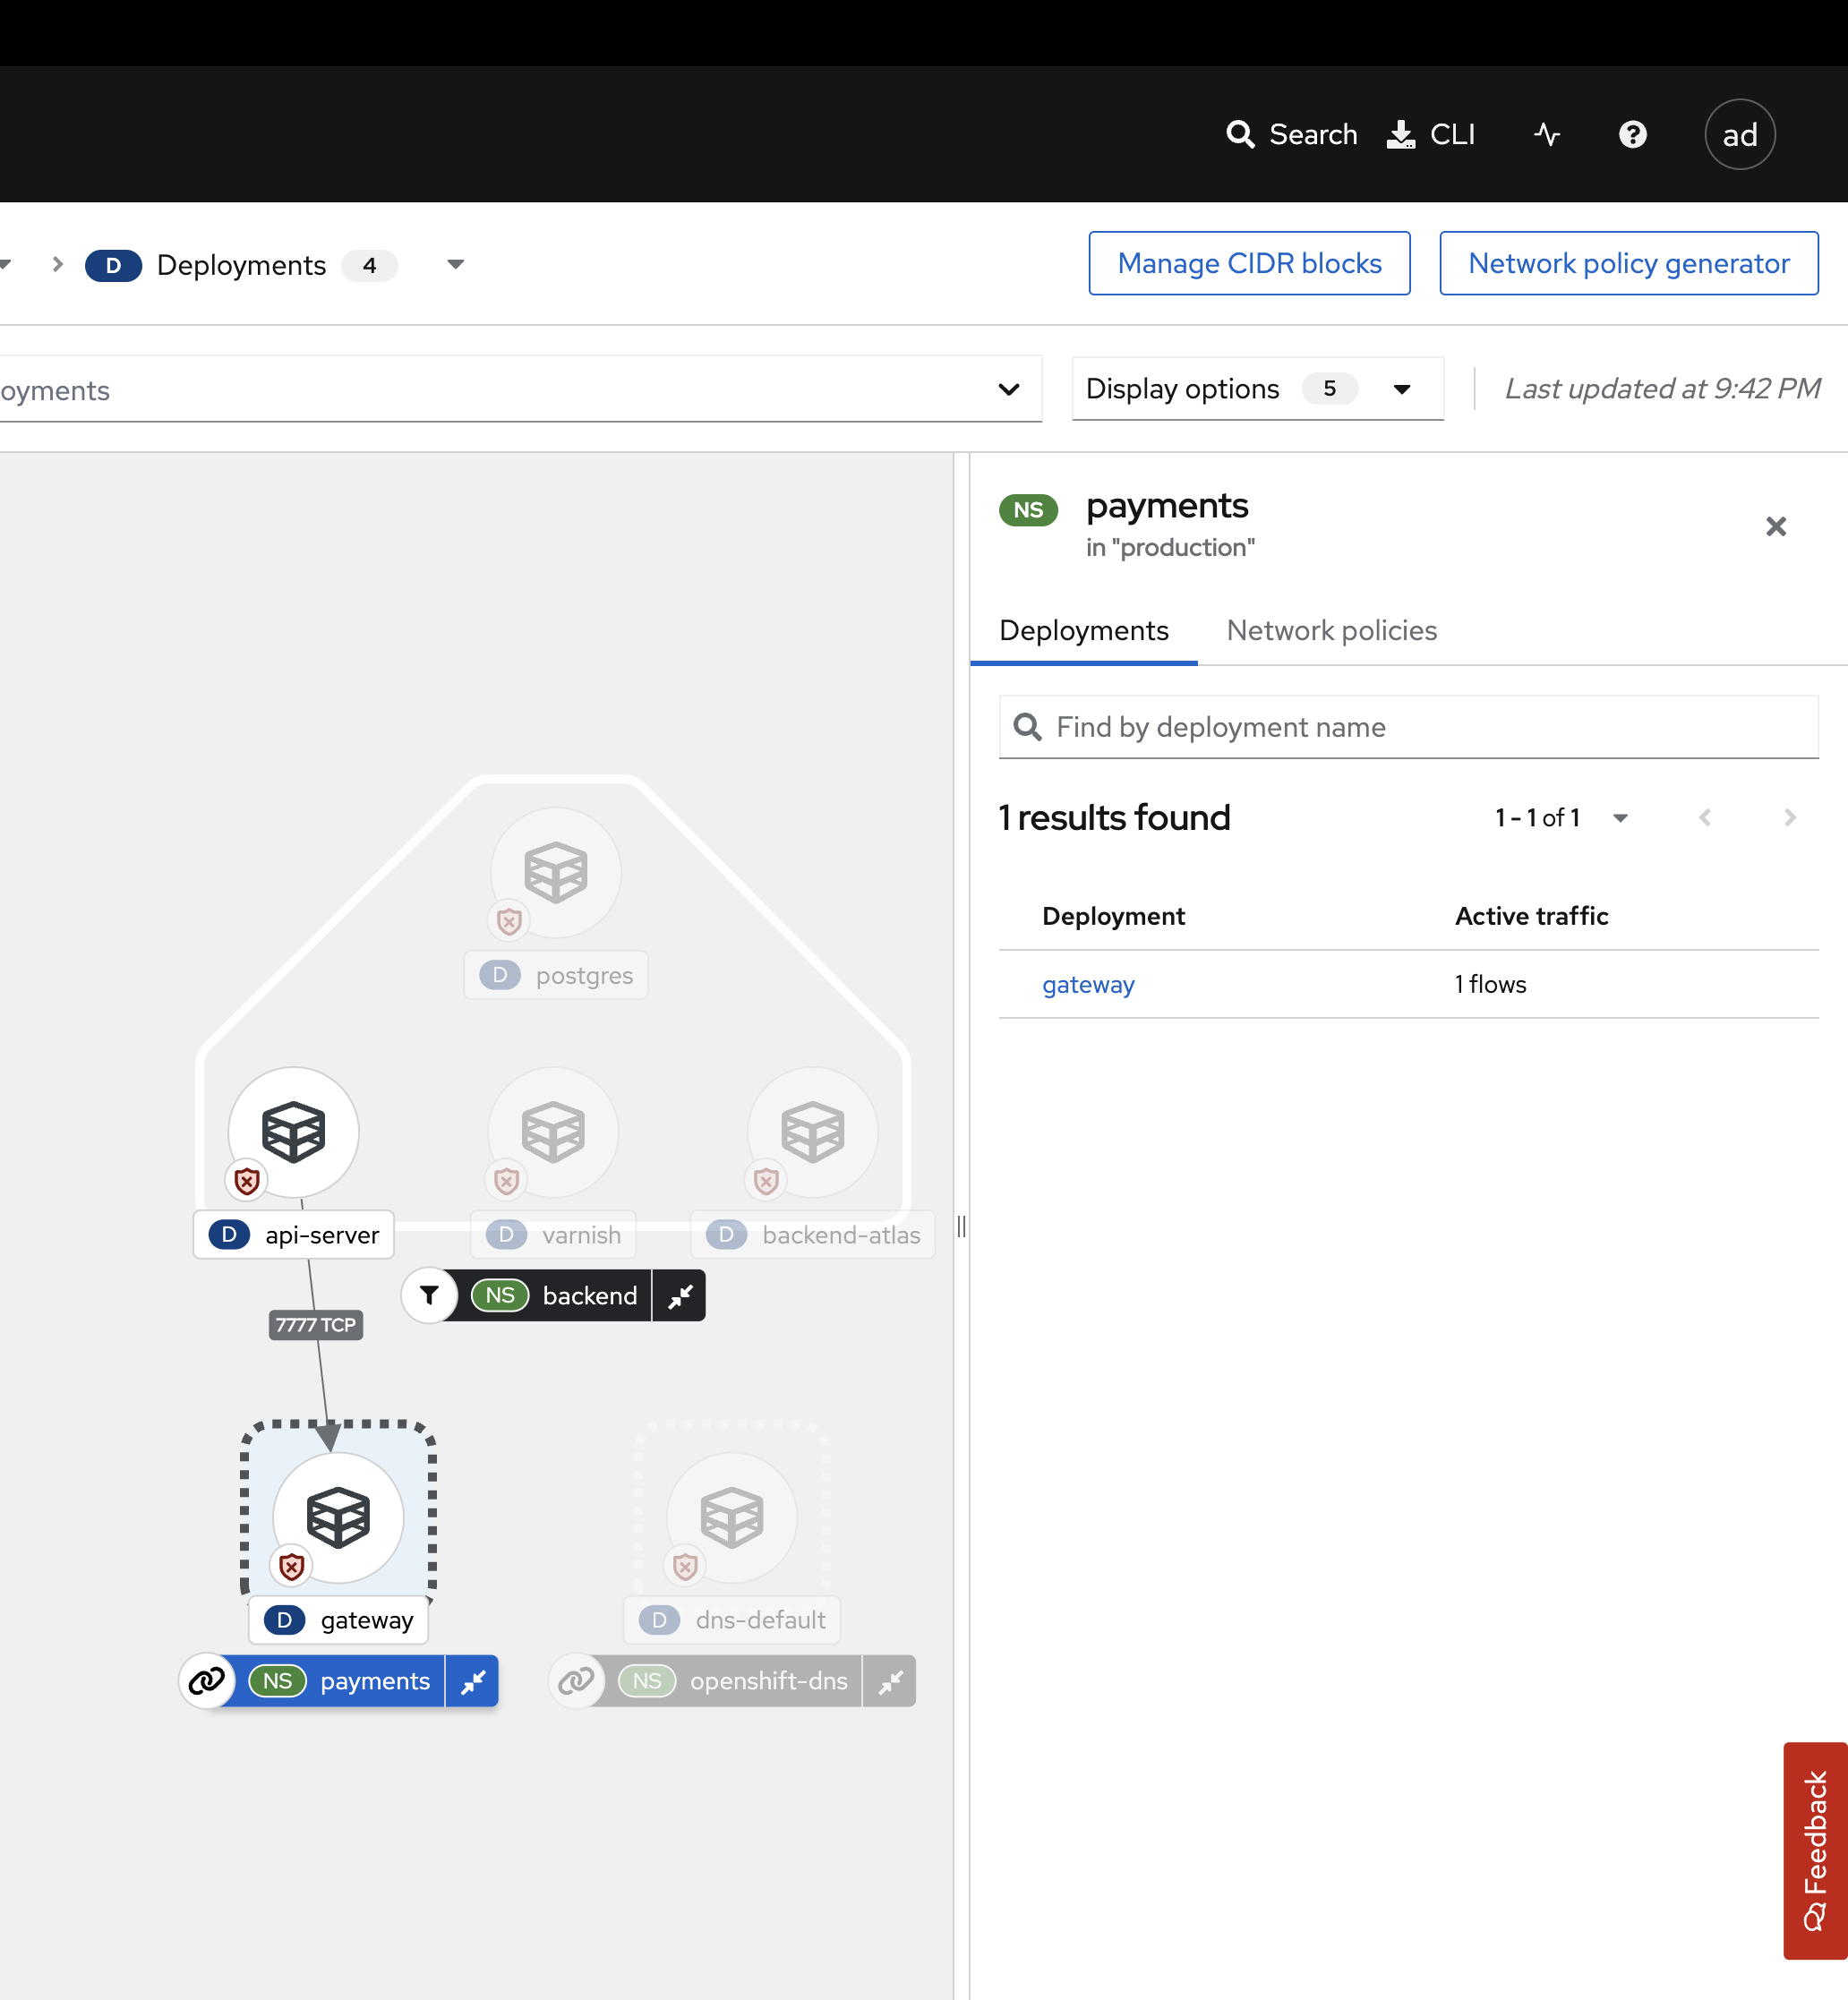 Search
CLI
ad
D Deployments 4
Manage CIDR blocks
Network policy generator
oyments
Display options 5
Last updated at 9:42 PM
NS payments
in "production"
Deployments
Network policies
Find by deployment name
1 results found
1 - 1 of 1
Deployment
Active traffic
gateway
1 flows
D postgres
D api-server
D varnish
D backend-atlas
NS backend
7777 TCP
D gateway
D dns-default
NS payments
NS openshift-dns
Feedback